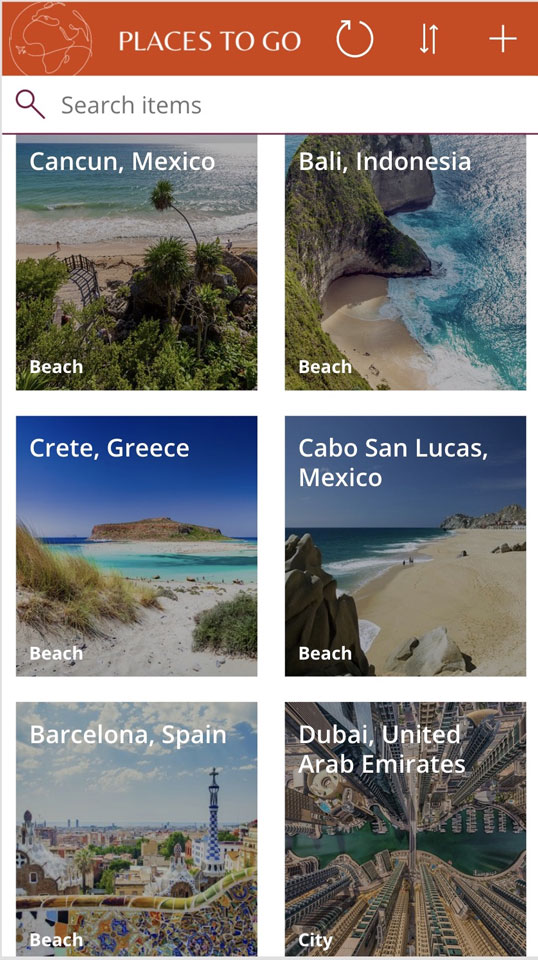 PLACES TO GO
Search items
Cancun, Mexico
Beach
Bali, Indonesia
Beach
Crete, Greece
Beach
Cabo San Lucas,
Mexico
Beach
Barcelona, Spain
Beach
Dubai, United
Arab Emirates
City